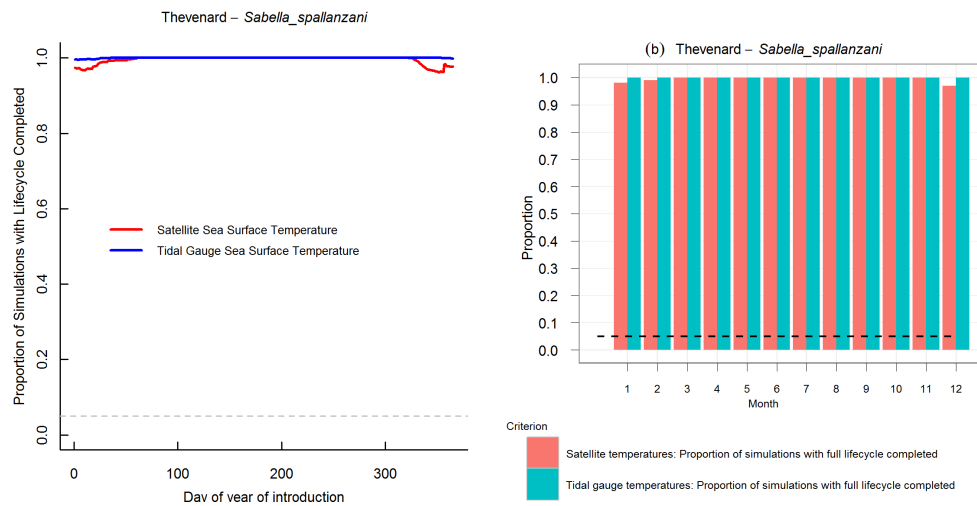 Thevenard – Sabella_spallanzani
Proportion of Simulations with Lifecycle Completed
1.0
0.8
0.6
0.4
0.2
0.0
Satellite Sea Surface Temperature
Tidal Gauge Sea Surface Temperature
0 100 200 300
Day of year of introduction
(b) Thevenard – Sabella_spallanzani
Proportion
1.0
0.9
0.8
0.7
0.6
0.5
0.4
0.3
0.2
0.1
0.0
1 2 3 4 5 6 7 8 9 10 11 12
Month
Criterion
Satellite temperatures: Proportion of simulations with full lifecycle completed
Tidal gauge temperatures: Proportion of simulations with full lifecycle completed